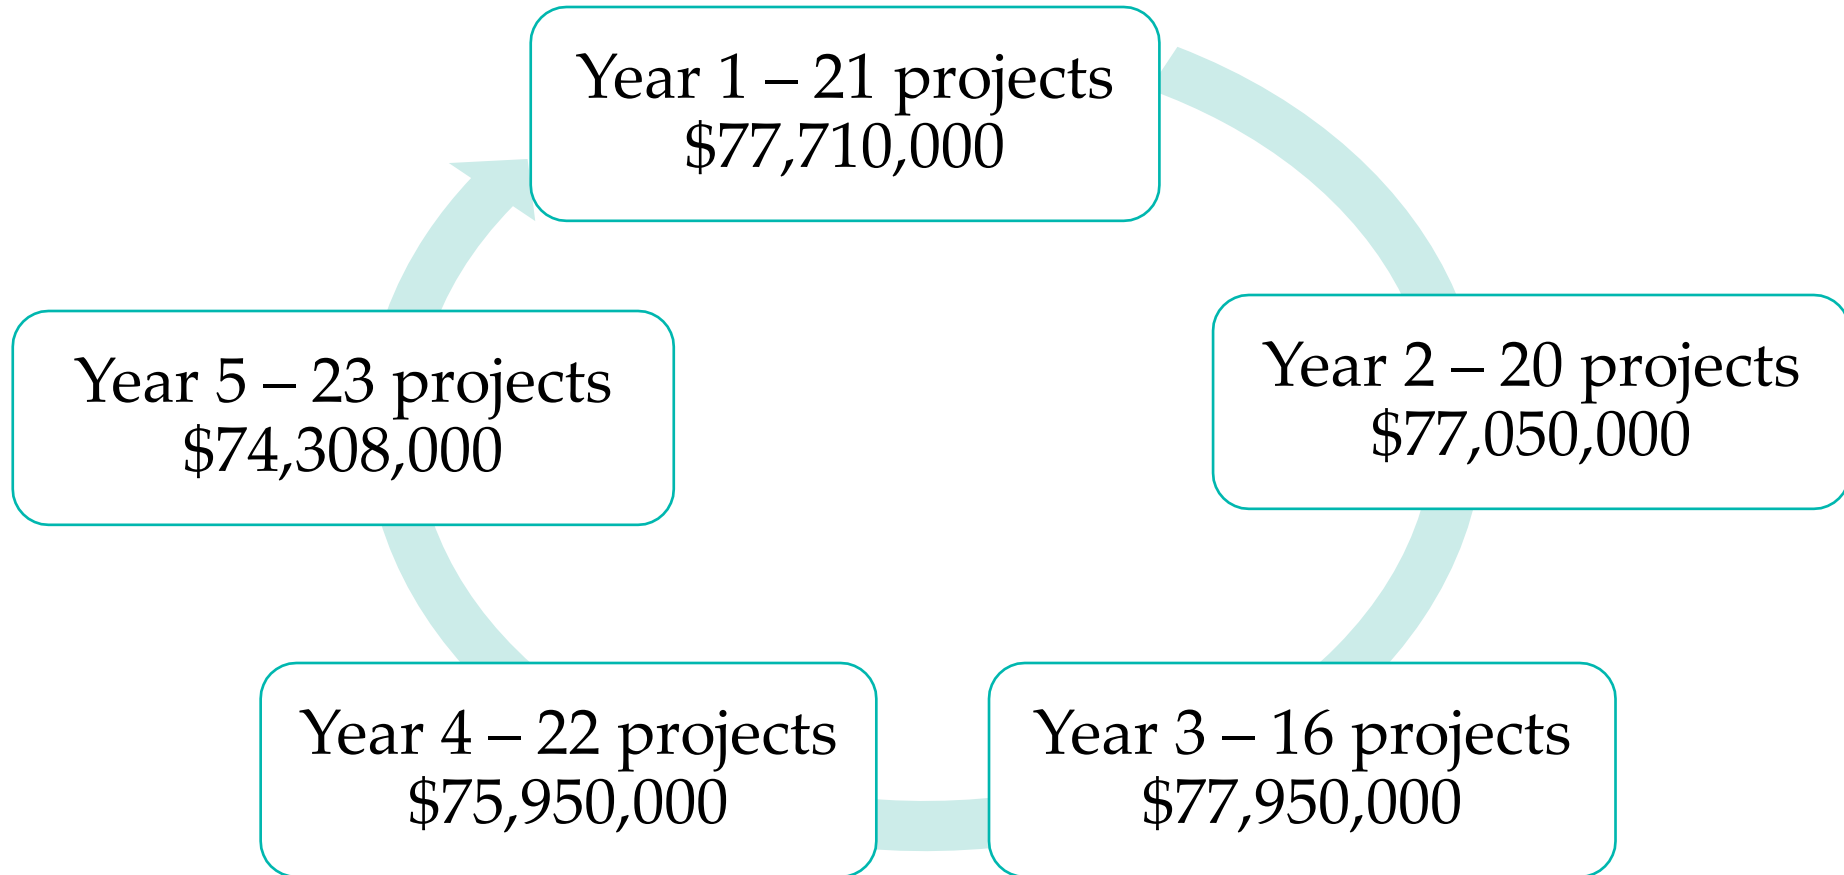 Year 1 – 21 projects
$77,710,000
Year 2 – 20 projects
$77,050,000
Year 3 – 16 projects
$77,950,000
Year 4 – 22 projects
$75,950,000
Year 5 – 23 projects
$74,308,000